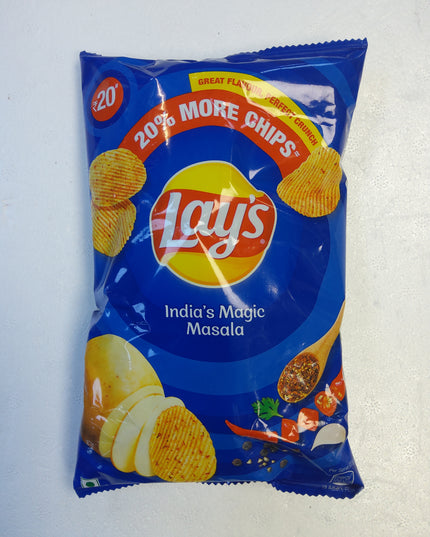 ₹20*
GREAT FLAVOUR, PERFECT CRUNCH
20% MORE CHIPS*
Lay's
India's Magic
Masala